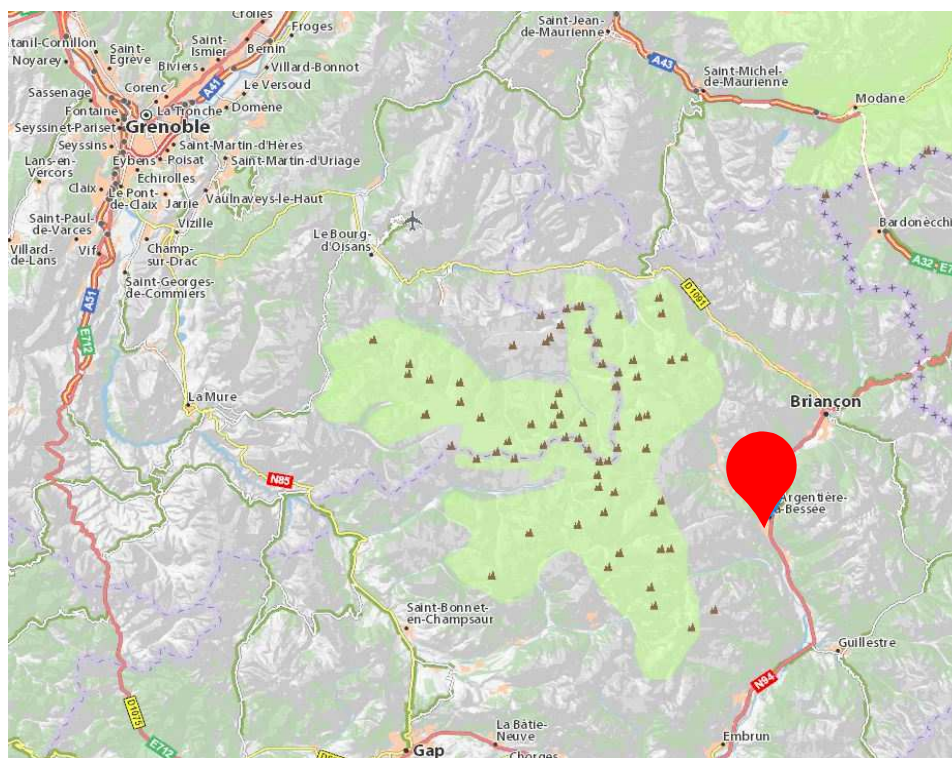 Crolles
Froges
Saint-Jean-
de-Maurienne
Saint-
Ismier
Bernin
Saint-
Egrève
Noyarey
Biviers
Villard-Bonnot
A43
Saint-Michel-
de-Maurienne
Corenc
A41
Le Versoud
Sassenage
La Tronche
Domene
Modane
Fontaine
Grenoble
Seyssinet-Pariset
Saint-Martin-d'Hères
Seyssins
Eybens
Poisat
Saint-Martin-d'Uriage
Lans-en-
Vercors
Echirolles
Claix
Le Pont-
de-Claix
Jarrie
Vaulnaveys-le-Haut
Saint-Paul-
de-Varces
Vizille
Bardonecchi
Villard-
de-Lans
Vif
Champ-
sur-Drac
Le Bourg-
d'Oisans
A32-E7
Saint-Georges-
de-Commiers
A51
D1091
E712
La Mure
Briançon
N85
Argentière-
a-Bessée
Saint-Bonnet-
en-Champsaur
Guillestre
N94
D1075
E712
La Bâtie-
Neuve
Gap
Chorges
Embrun